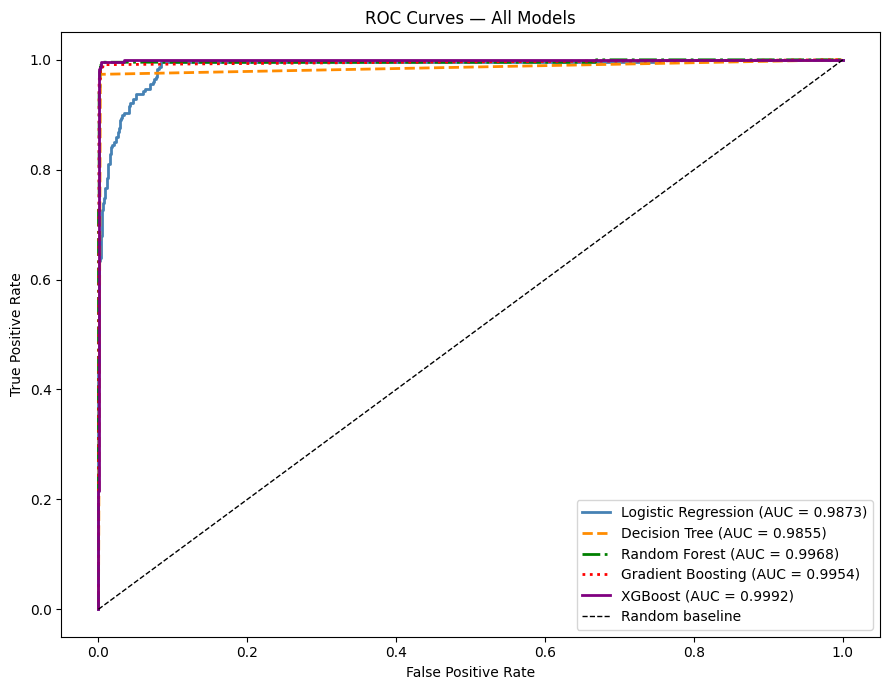 ROC Curves — All Models
True Positive Rate
1.0
0.8
0.6
0.4
0.2
0.0
0.0
0.2
0.4
0.6
0.8
1.0
False Positive Rate
Logistic Regression (AUC = 0.9873)
Decision Tree (AUC = 0.9855)
Random Forest (AUC = 0.9968)
Gradient Boosting (AUC = 0.9954)
XGBoost (AUC = 0.9992)
Random baseline